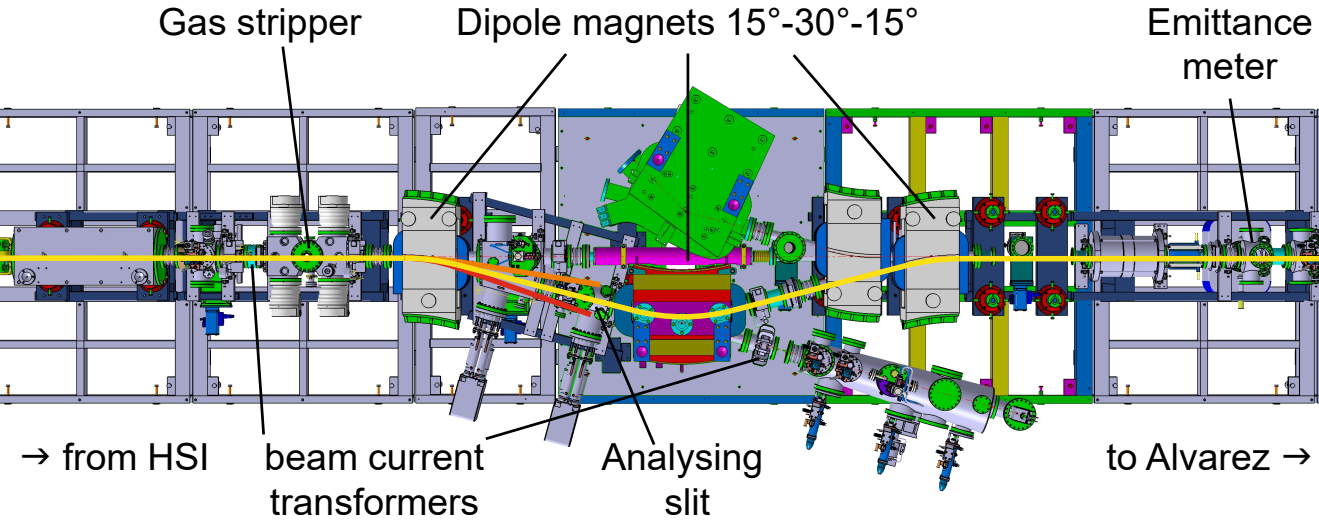 Gas stripper
Dipole magnets 15°-30°-15°
Emittance
meter
→ from HSI
beam current
transformers
Analysing
slit
to Alvarez →